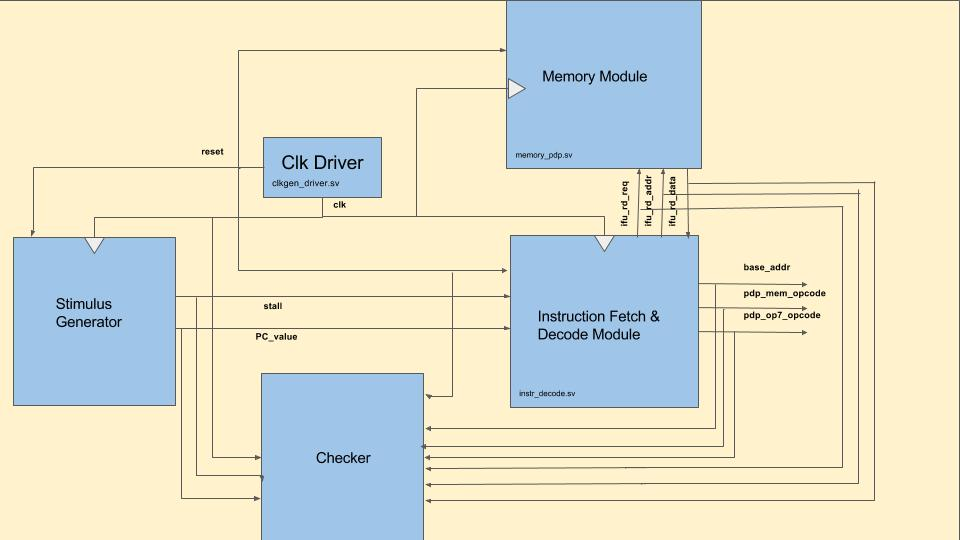 Memory Module
memory_pdp.sv
reset
Clk Driver
clkgen_driver.sv
clk
ifu_rd_req
ifu_rd_addr
ifu_rd_data
Stimulus
Generator
stall
PC_value
Instruction Fetch &
Decode Module
instr_decode.sv
base_addr
pdp_mem_opcode
pdp_op7_opcode
Checker